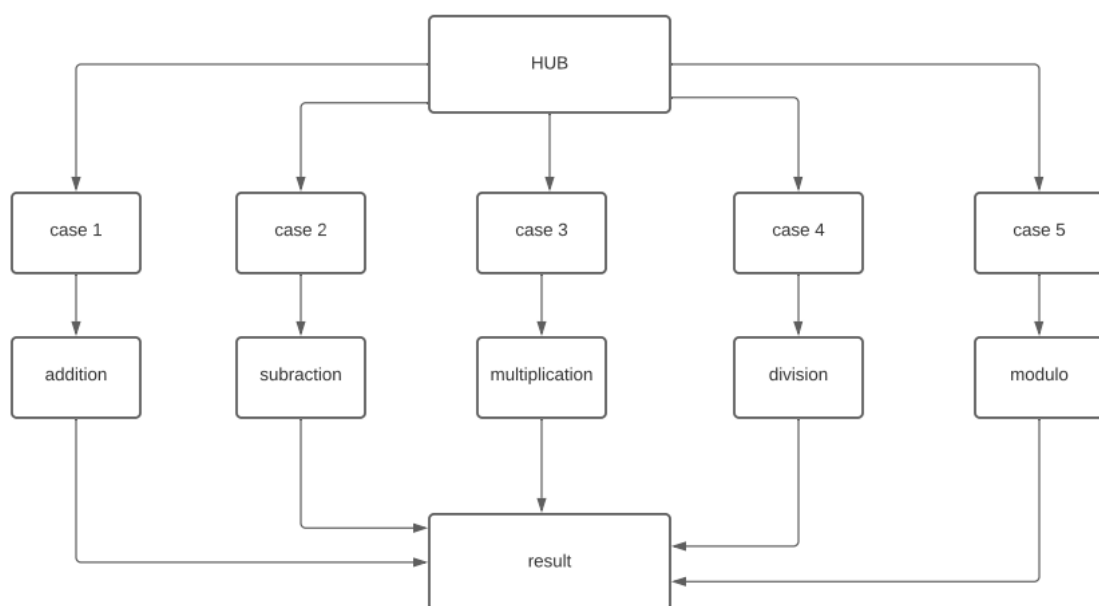 HUB
case 1
case 2
case 3
case 4
case 5
addition
subraction
multiplication
division
modulo
result